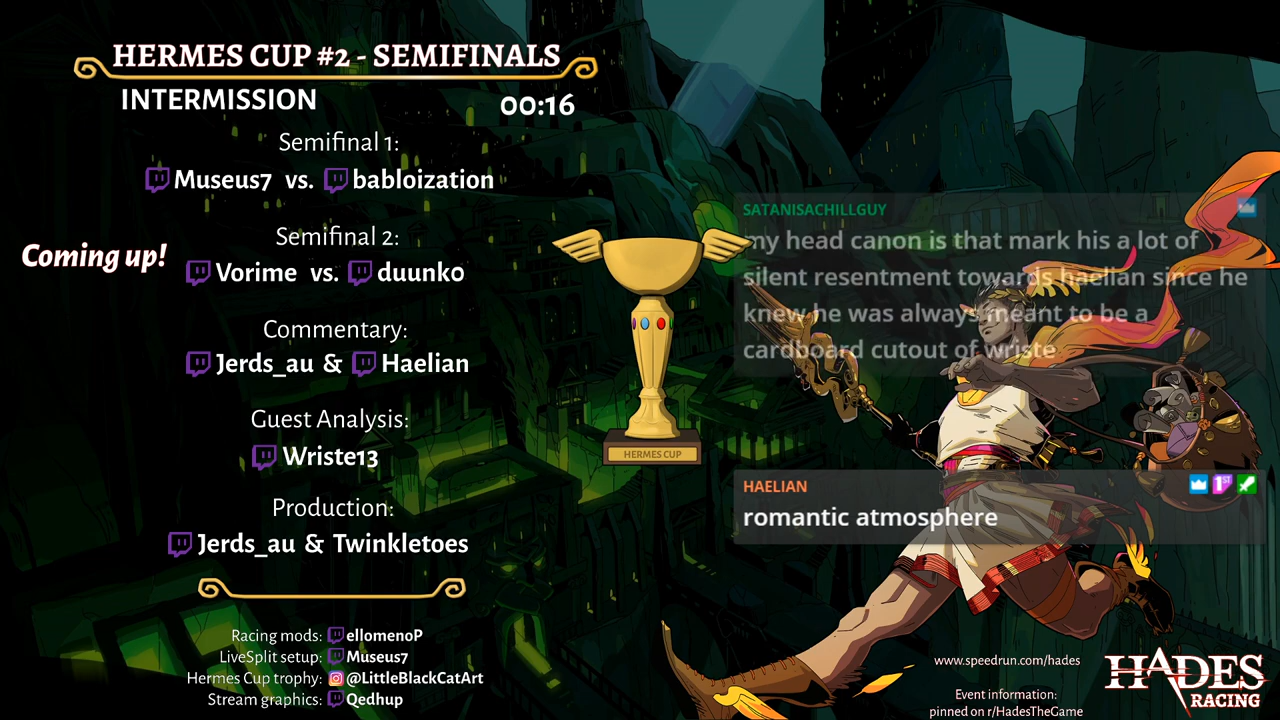 HERMES CUP #2 - SEMIFINALS
INTERMISSION
00:16
Semifinal 1:
Museus7 vs. babloization
Coming up!
Semifinal 2:
Vorime vs. duunko
Commentary:
Jerds_au & Haelian
Guest Analysis:
Wriste13
Production:
Jerds_au & Twinkletoes
Racing mods: ellomenoP
LiveSplit setup: Museus7
Hermes Cup trophy: @LittleBlackCatArt
Stream graphics: Qedhup
HERMES CUP
SATANISACHILLGUY
my head canon is that mark his a lot of
silent resentment towards haelian since he
knew he was always meant to be a
cardboard cutout of wriste
HAELIAN
1ST
romantic atmosphere
www.speedrun.com/hades
Event information:
pinned on r/HadesTheGame
HADES
RACING